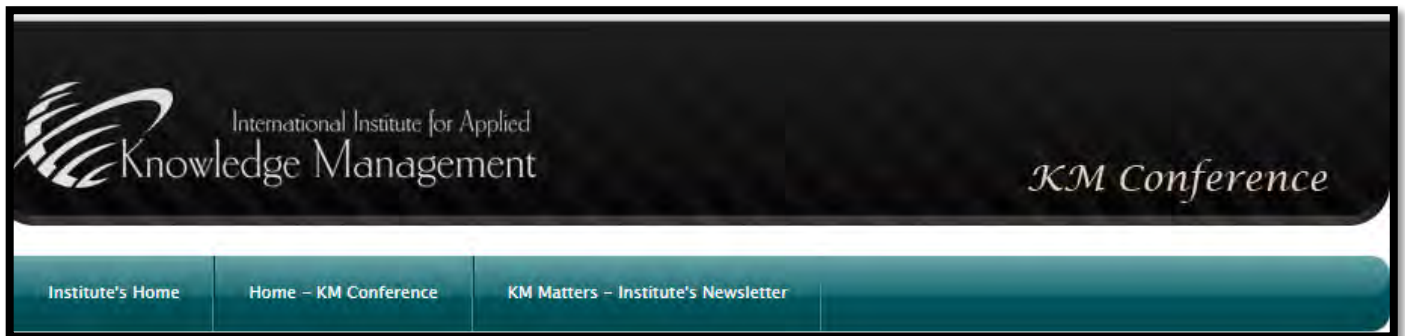 International Institute for Applied
Knowledge Management
KM Conference
Institute's Home
Home – KM Conference
KM Matters – Institute's Newsletter